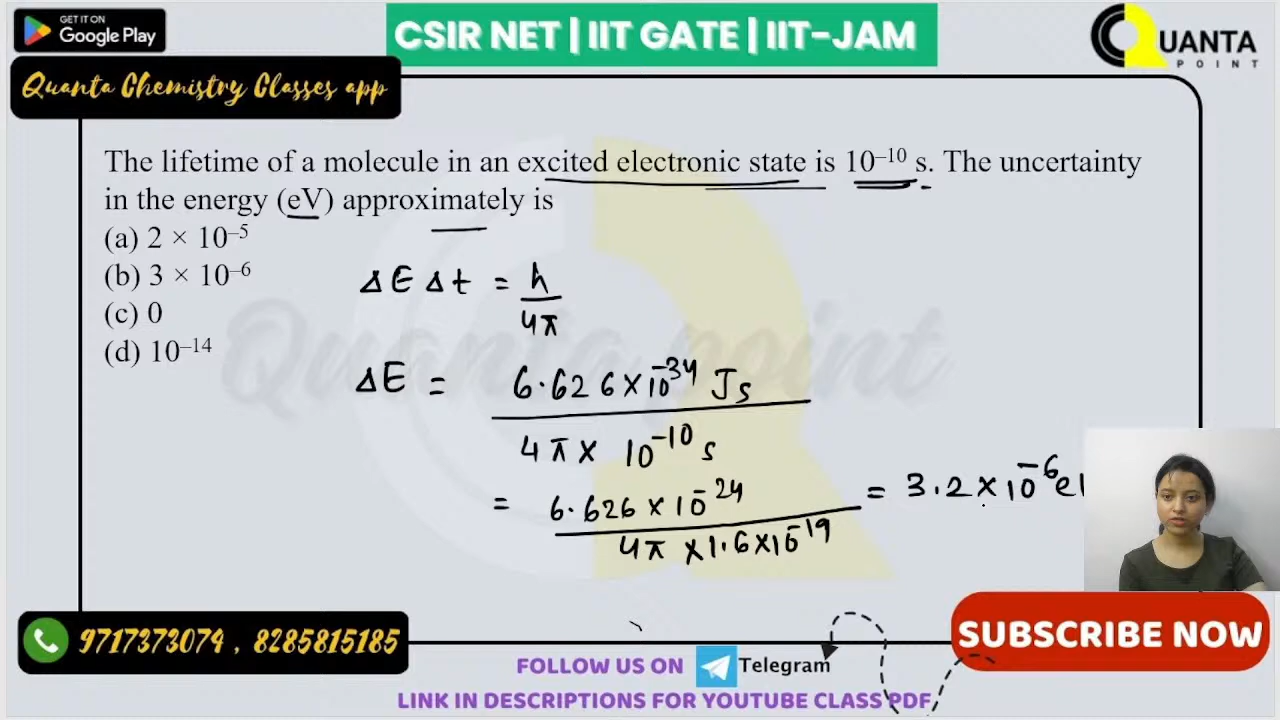 GET IT ON
Google Play
CSIR NET | IIT GATE | IIT-JAM
QUANTA
POINT
Quanta Chemistry Classes app
The lifetime of a molecule in an excited electronic state is 10⁻¹⁰ s. The uncertainty
in the energy (eV) approximately is
(a) 2 × 10⁻⁵
(b) 3 × 10⁻⁶
(c) 0
(d) 10⁻¹⁴
Quanta point
ΔE Δt = h
4π
ΔE = 6.626×10⁻³⁴ Js
4π × 10⁻¹⁰ s
= 6.626 × 10⁻²⁴
4π × 1.6×10⁻¹⁹
= 3.2×10⁻⁶
9717373074 , 8285815185
SUBSCRIBE NOW
FOLLOW US ON Telegram
LINK IN DESCRIPTIONS FOR YOUTUBE CLASS PDF